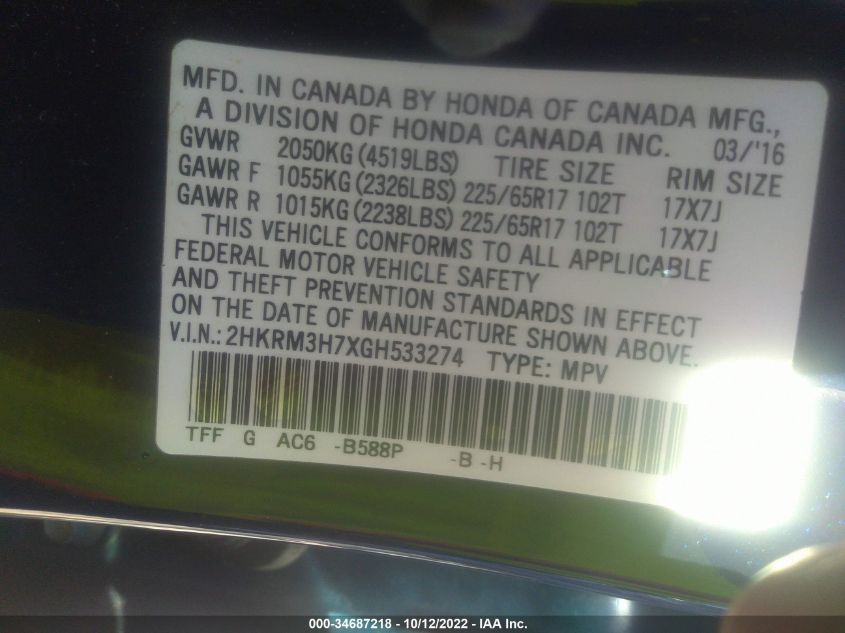 MFD. IN CANADA BY HONDA OF CANADA MFG.,
A DIVISION OF HONDA CANADA INC. 03/'16
GVWR 2050KG (4519LBS) TIRE SIZE RIM SIZE
GAWR F 1055KG (2326LBS) 225/65R17 102T 17X7J
GAWR R 1015KG (2238LBS) 225/65R17 102T 17X7J
THIS VEHICLE CONFORMS TO ALL APPLICABLE
FEDERAL MOTOR VEHICLE SAFETY
AND THEFT PREVENTION STANDARDS IN EFFECT
ON THE DATE OF MANUFACTURE SHOWN ABOVE.
V.I.N.: 2HKRM3H7XGH533274 TYPE: MPV
TFF G AC6 -B588P -B -H
000-34687218 - 10/12/2022 - IAA Inc.